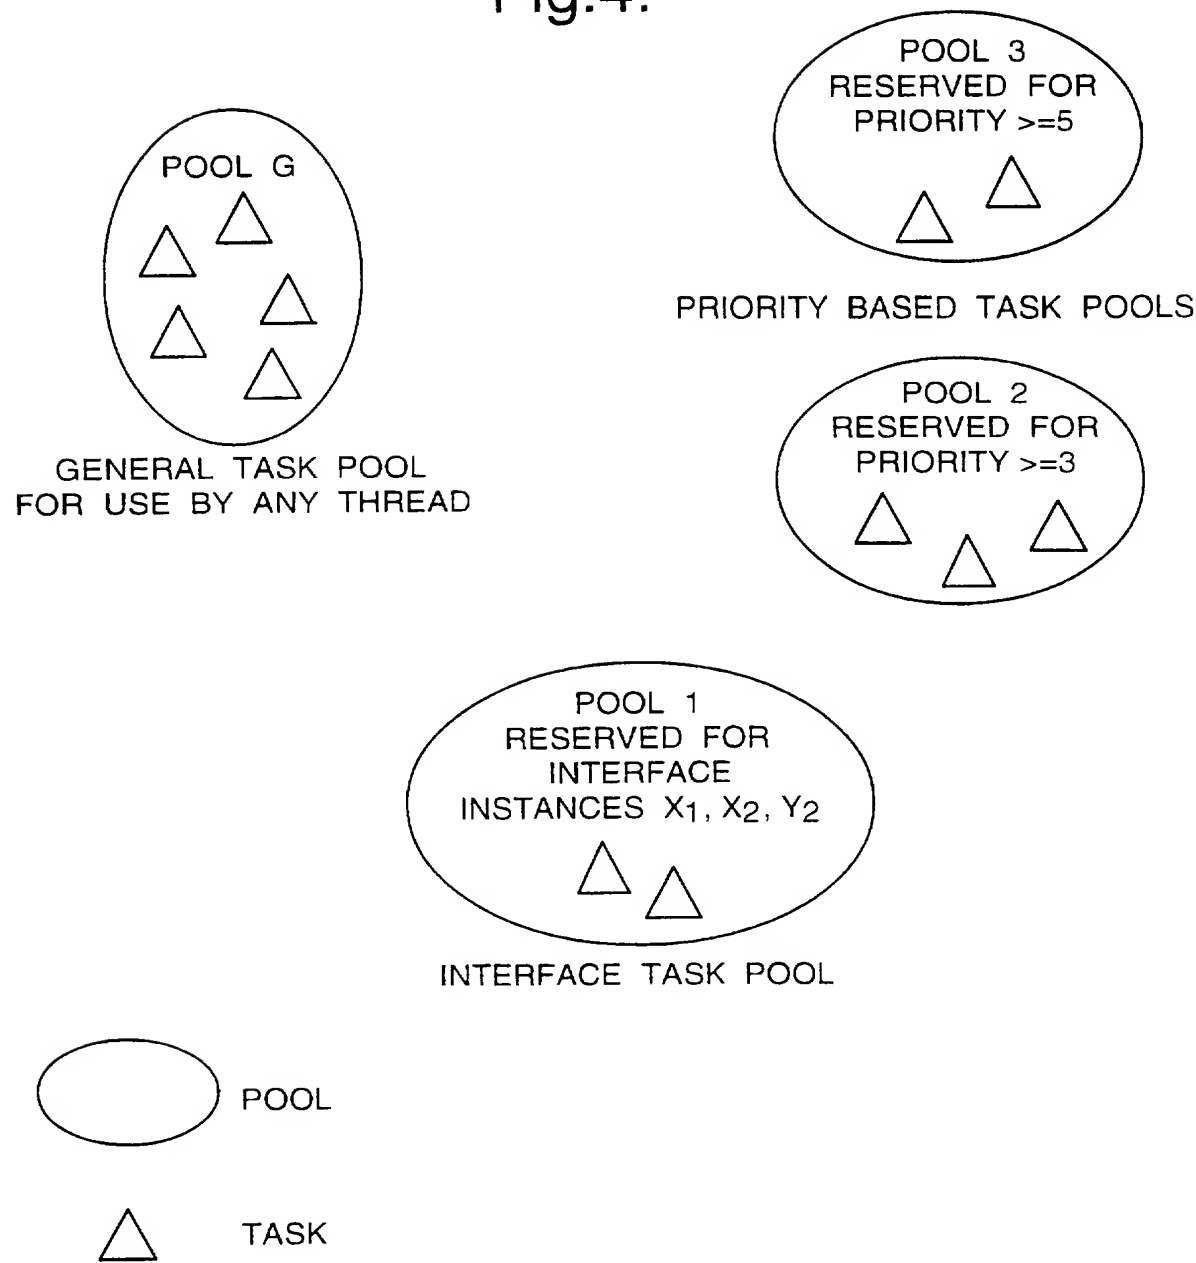 Fig.4.
POOL G
GENERAL TASK POOL
FOR USE BY ANY THREAD
POOL 3
RESERVED FOR
PRIORITY >=5
PRIORITY BASED TASK POOLS
POOL 2
RESERVED FOR
PRIORITY >=3
POOL 1
RESERVED FOR
INTERFACE
INSTANCES X1, X2, Y2
INTERFACE TASK POOL
POOL
TASK